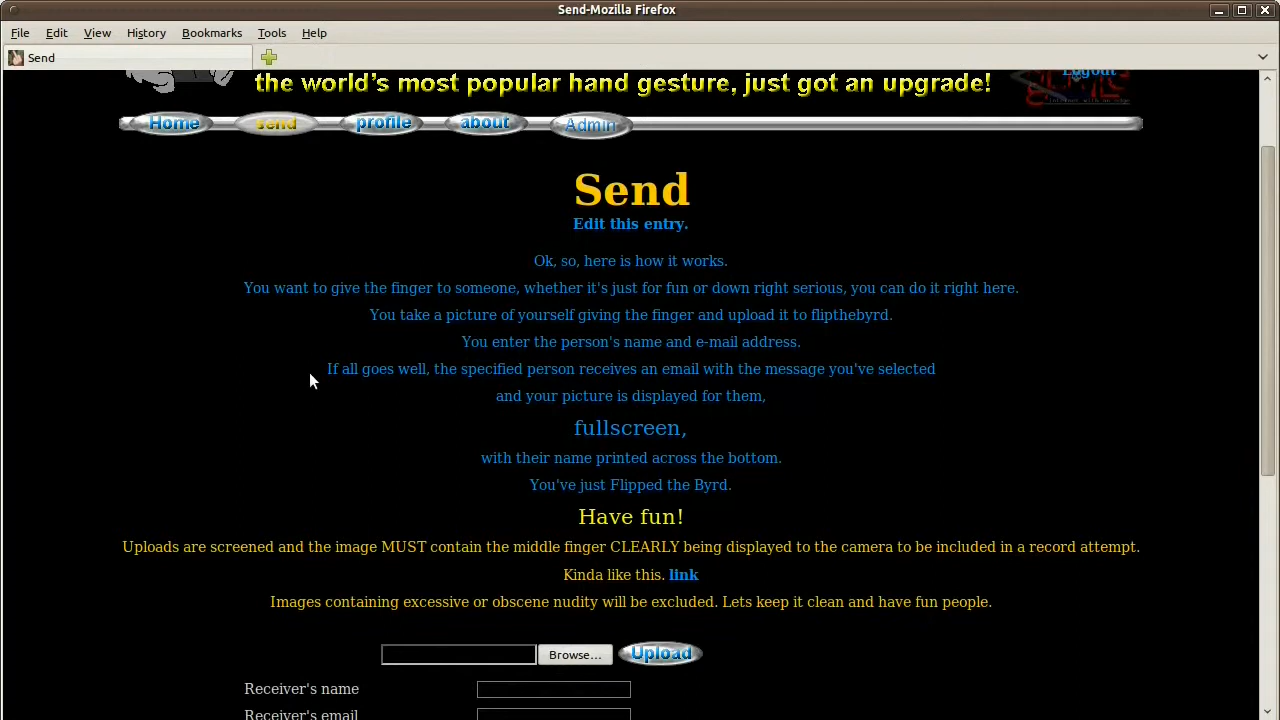 Send-Mozilla Firefox
File Edit View History Bookmarks Tools Help
Send
the world's most popular hand gesture, just got an upgrade!
Logout
Home send profile about Admin
Send
Edit this entry.
Ok, so, here is how it works.
You want to give the finger to someone, whether it's just for fun or down right serious, you can do it right here.
You take a picture of yourself giving the finger and upload it to flipthebyrd.
You enter the person's name and e-mail address.
If all goes well, the specified person receives an email with the message you've selected
and your picture is displayed for them,
fullscreen,
with their name printed across the bottom.
You've just Flipped the Byrd.
Have fun!
Uploads are screened and the image MUST contain the middle finger CLEARLY being displayed to the camera to be included in a record attempt.
Kinda like this. link
Images containing excessive or obscene nudity will be excluded. Lets keep it clean and have fun people.
Browse... Upload
Receiver's name
Receiver's email